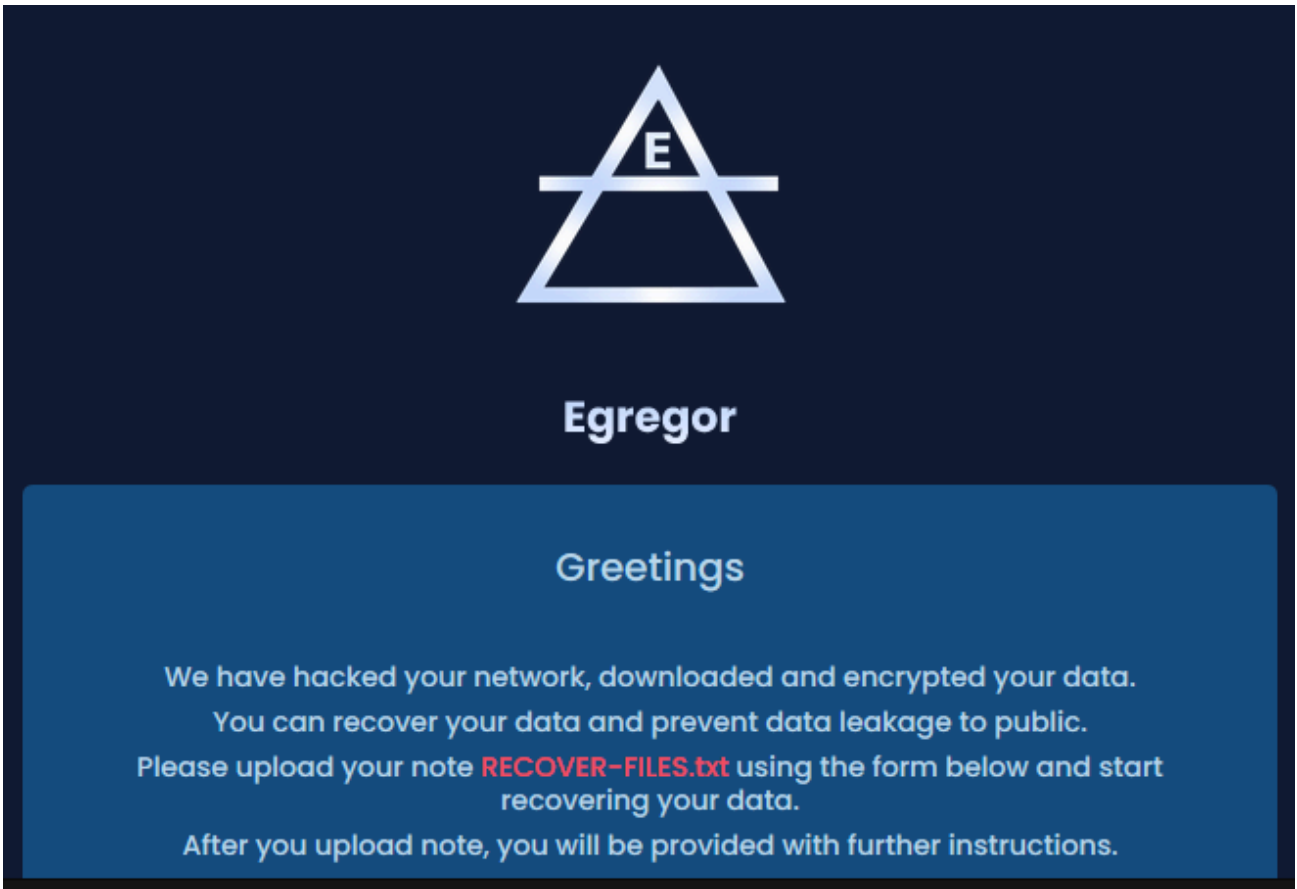 E
Egregor
Greetings
We have hacked your network, downloaded and encrypted your data.
You can recover your data and prevent data leakage to public.
Please upload your note RECOVER-FILES.txt using the form below and start
recovering your data.
After you upload note, you will be provided with further instructions.